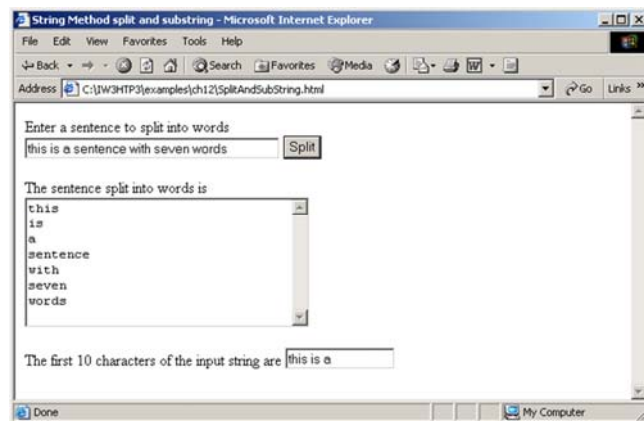 String Method split and substring - Microsoft Internet Explorer
File Edit View Favorites Tools Help
Back Search Favorites Media
Address C:\IW3HTP3\examples\ch12\SplitAndSubString.html Go Links »
Enter a sentence to split into words
this is a sentence with seven words Split
The sentence split into words is
this
is
a
sentence
with
seven
words
The first 10 characters of the input string are this is a
Done My Computer